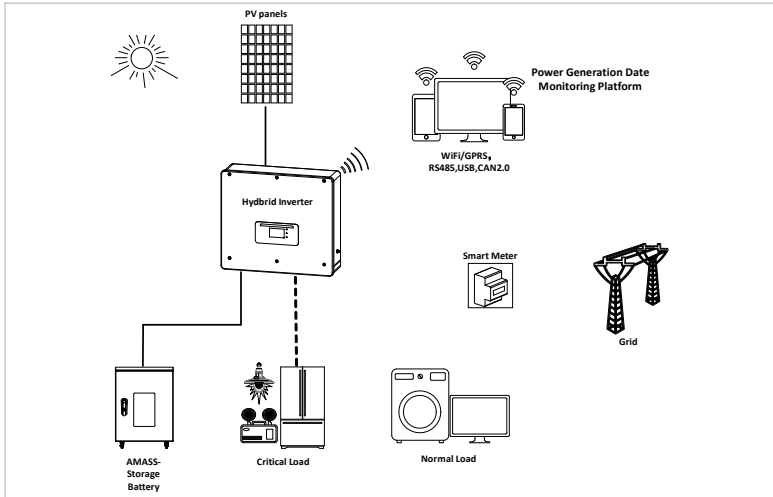 PV panels
Power Generation Date
Monitoring Platform
WiFi/GPRS,
RS485,USB,CAN2.0
Hydbrid Inverter
Smart Meter
Grid
AMASS-
Storage
Battery
Critical Load
Normal Load